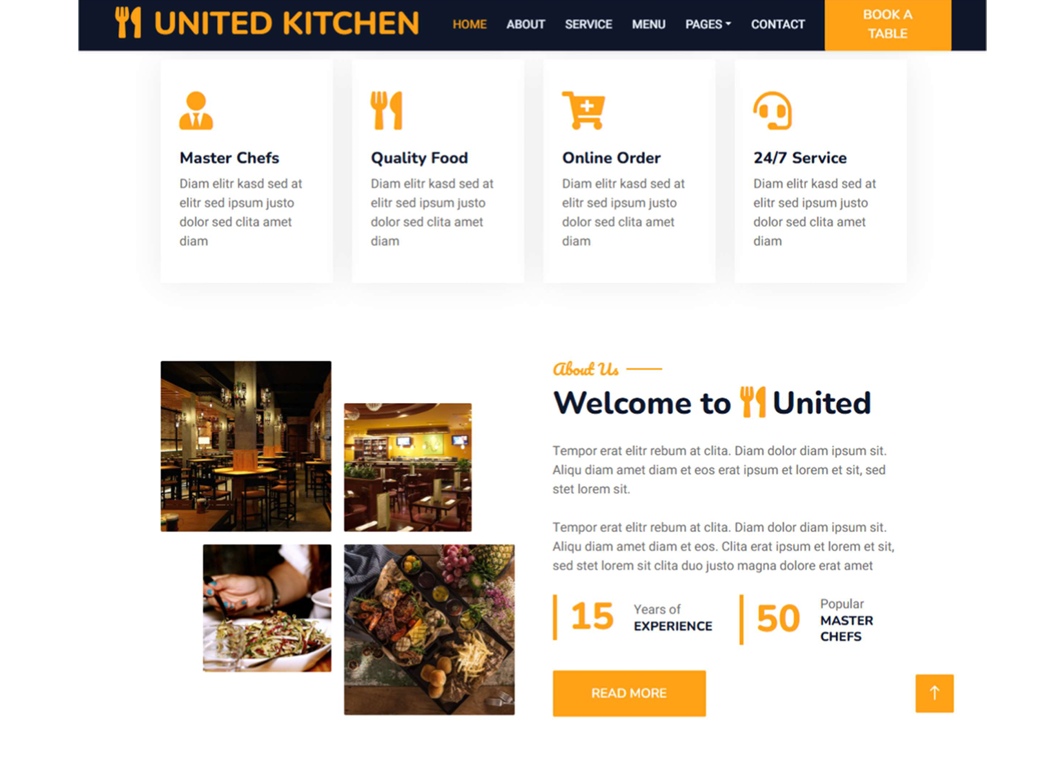 UNITED KITCHEN
HOME ABOUT SERVICE MENU PAGES CONTACT
BOOK A
TABLE
Master Chefs
Diam elitr kasd sed at
elitr sed ipsum justo
dolor sed clita amet
diam
Quality Food
Diam elitr kasd sed at
elitr sed ipsum justo
dolor sed clita amet
diam
Online Order
Diam elitr kasd sed at
elitr sed ipsum justo
dolor sed clita amet
diam
24/7 Service
Diam elitr kasd sed at
elitr sed ipsum justo
dolor sed clita amet
diam
About Us
Welcome to United
Tempor erat elitr rebum at clita. Diam dolor diam ipsum sit.
Aliqu diam amet diam et eos erat ipsum et lorem et sit, sed
stet lorem sit.
Tempor erat elitr rebum at clita. Diam dolor diam ipsum sit.
Aliqu diam amet diam et eos. Clita erat ipsum et lorem et sit,
sed stet lorem sit clita duo justo magna dolore erat amet
15
Years of
EXPERIENCE
50
Popular
MASTER
CHEFS
READ MORE